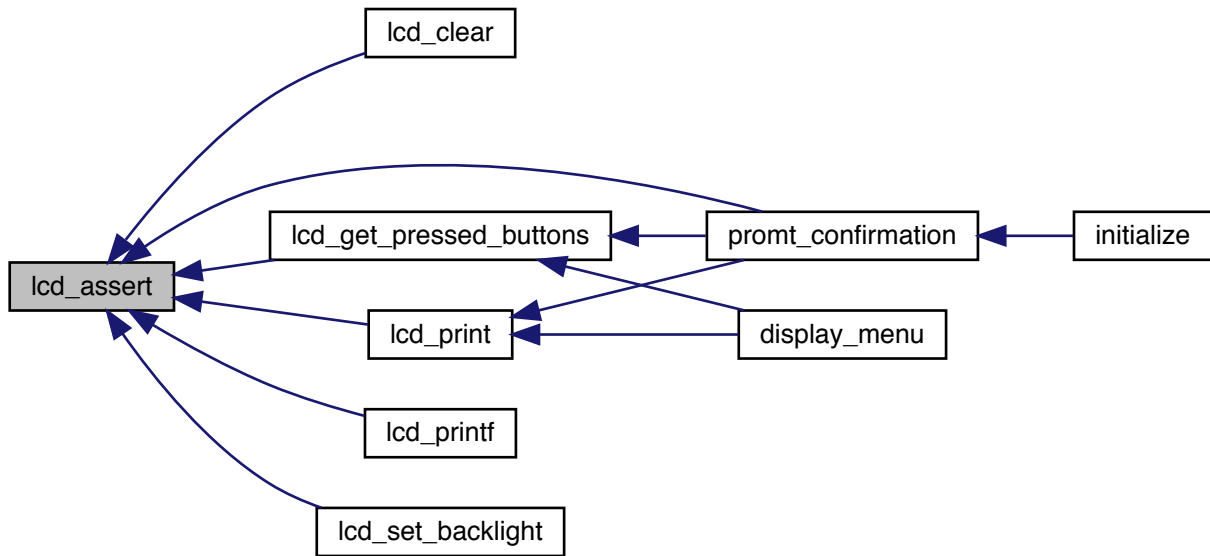 lcd_clear
lcd_get_pressed_buttons
promt_confirmation
initialize
lcd_assert
lcd_print
display_menu
lcd_printf
lcd_set_backlight